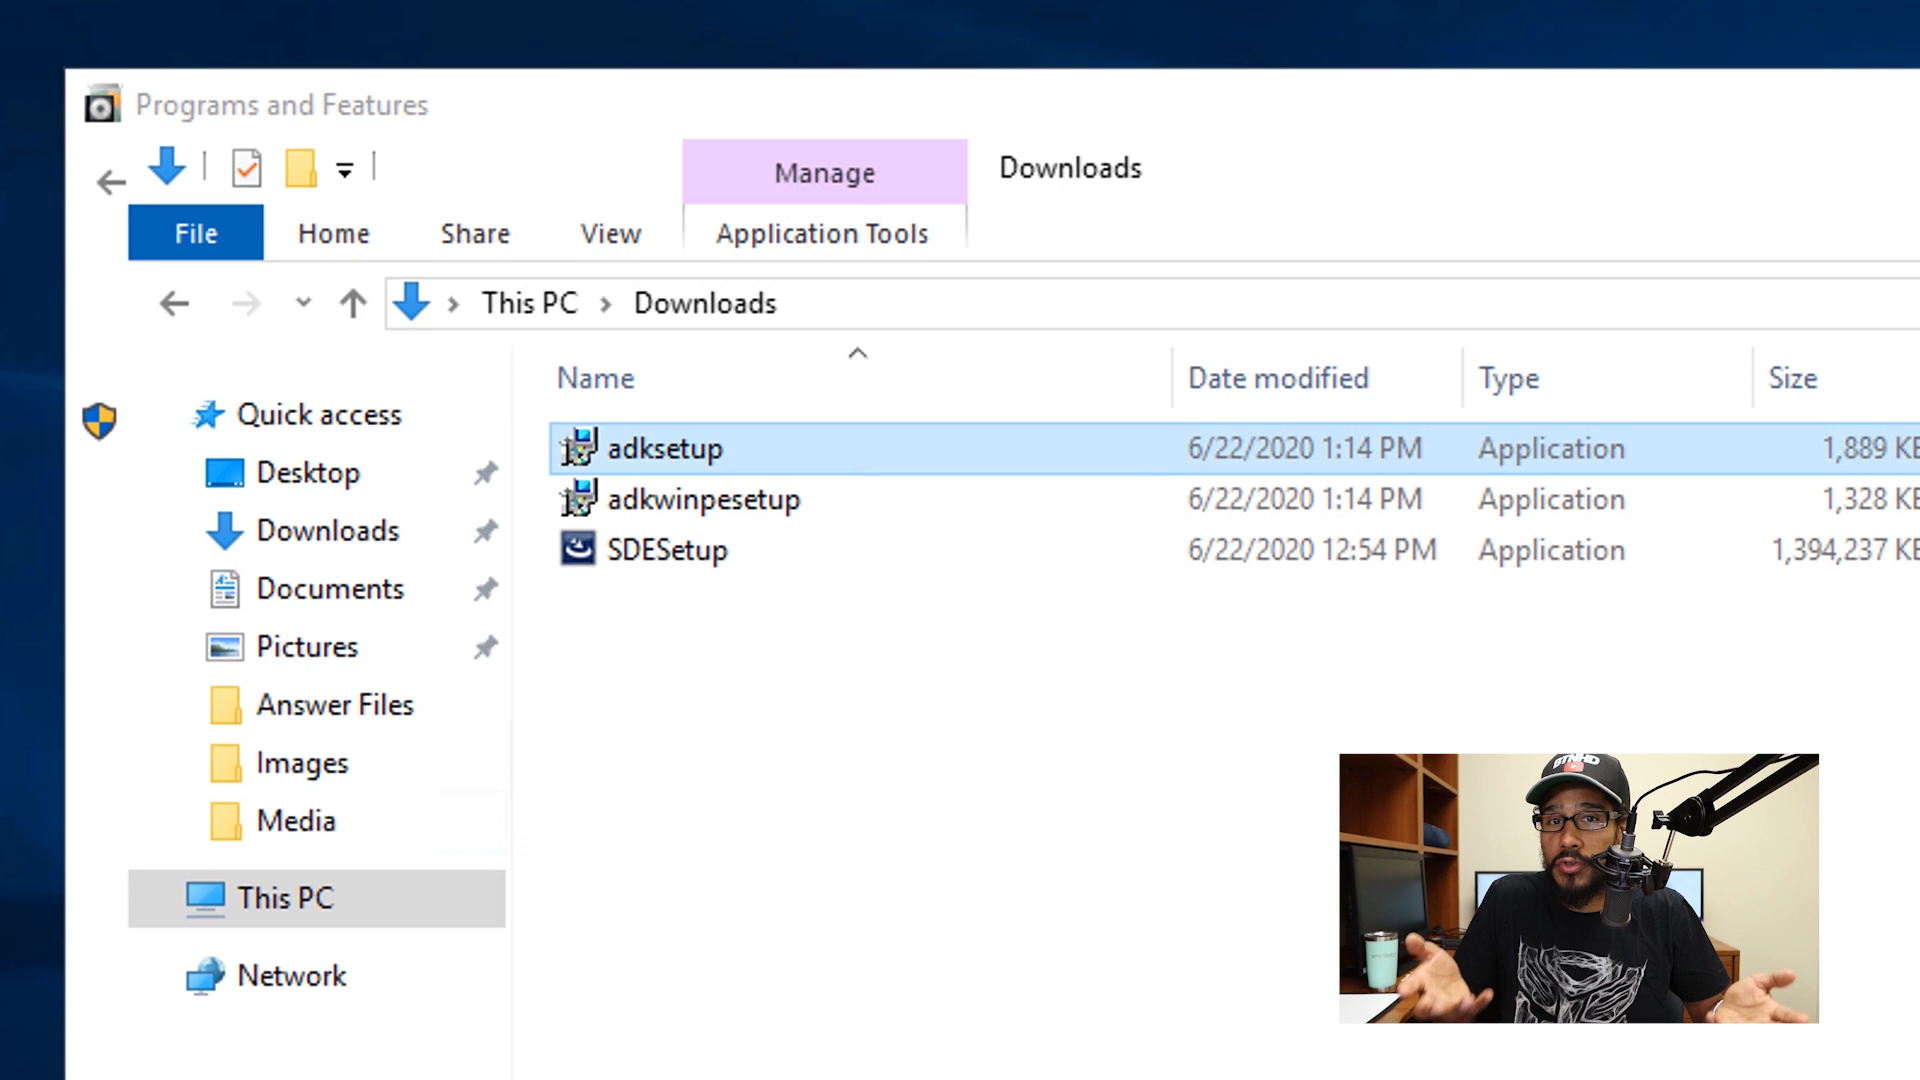 Programs and Features
Manage
Downloads
File
Home
Share
View
Application Tools
This PC
Downloads
Name
Date modified
Type
Size
Quick access
Desktop
Downloads
Documents
Pictures
Answer Files
Images
Media
This PC
Network
adksetup
6/22/2020 1:14 PM
Application
1,889 KB
adkwinpesetup
6/22/2020 1:14 PM
Application
1,328 KB
SDESetup
6/22/2020 12:54 PM
Application
1,394,237 KB
BTNHD